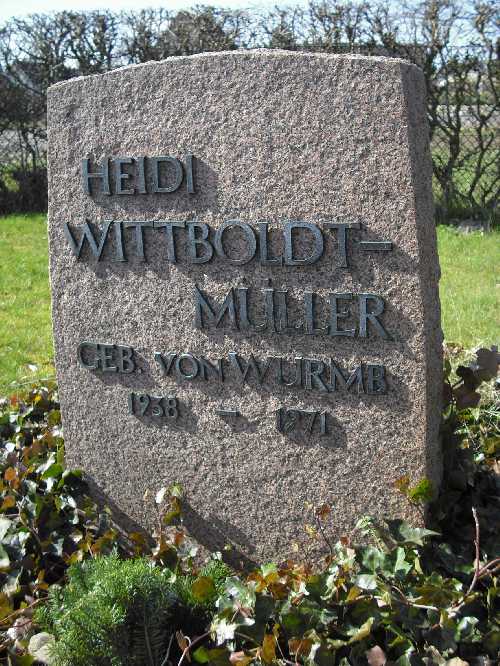 HEIDI
WITTBOLDT-
MÜLLER
GEB. VON WURMB
1938 - 1971